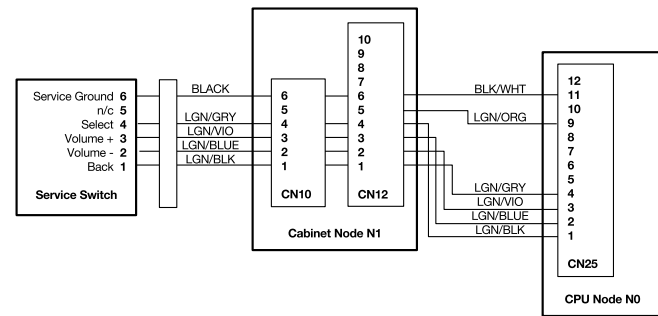 Service Ground 6
n/c 5
Select 4
Volume + 3
Volume - 2
Back 1
Service Switch
BLACK
LGN/GRY
LGN/VIO
LGN/BLUE
LGN/BLK
6
5
4
3
2
1
CN10
10
9
8
7
6
5
4
3
2
1
CN12
Cabinet Node N1
BLK/WHT
LGN/ORG
LGN/GRY
LGN/VIO
LGN/BLUE
LGN/BLK
12
11
10
9
8
7
6
5
4
3
2
1
CN25
CPU Node N0